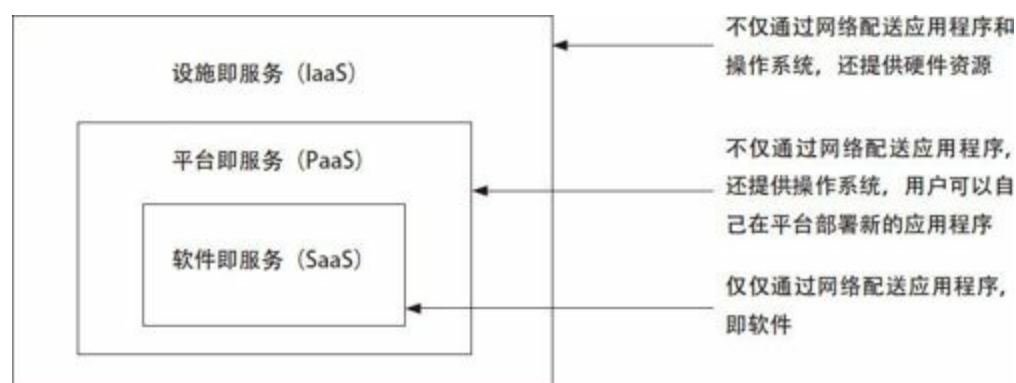 设施即服务（IaaS）
平台即服务（PaaS）
软件即服务（SaaS）
不仅通过网络配送应用程序和
操作系统，还提供硬件资源
不仅通过网络配送应用程序，
还提供操作系统，用户可以自
己在平台部署新的应用程序
仅仅通过网络配送应用程序，
即软件